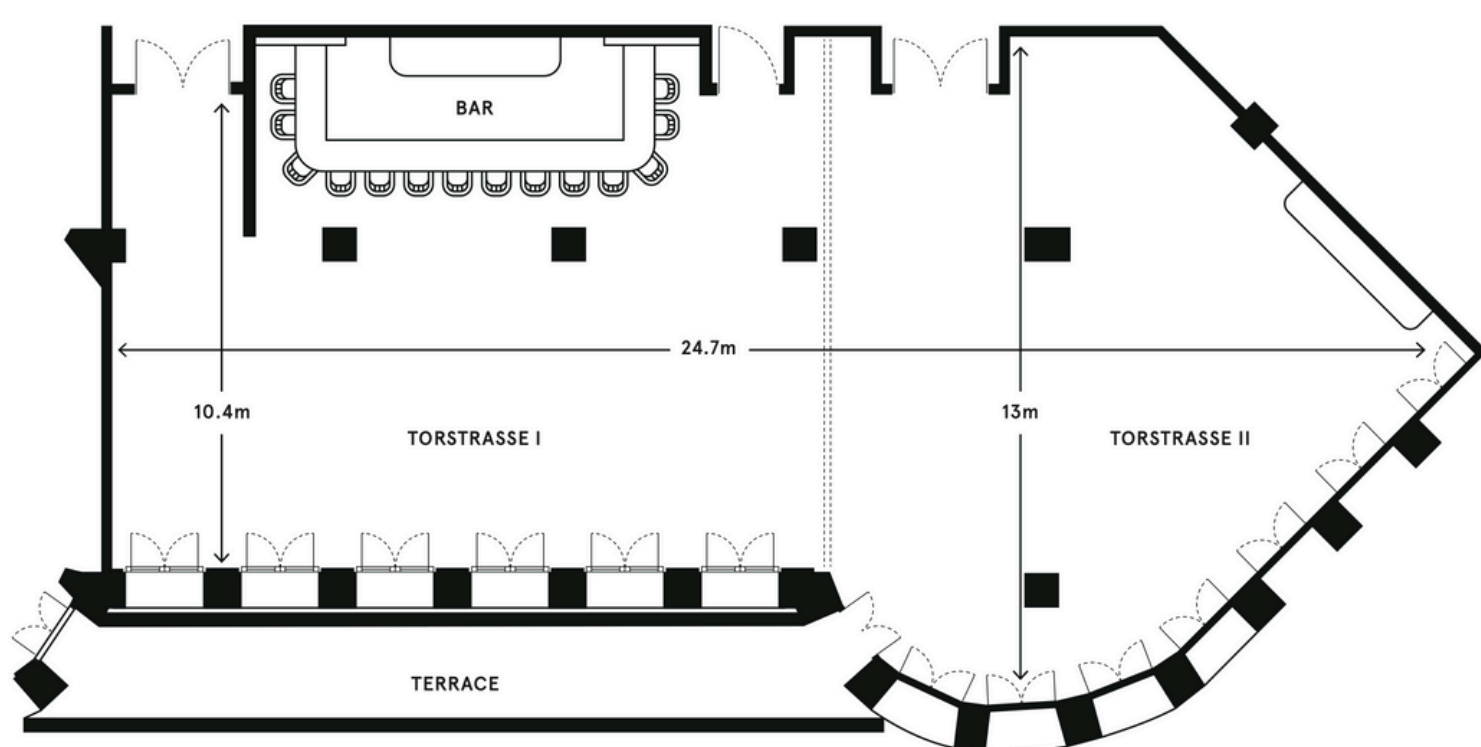 BAR
24.7m
10.4m
13m
TORSTRASSE I
TORSTRASSE II
TERRACE